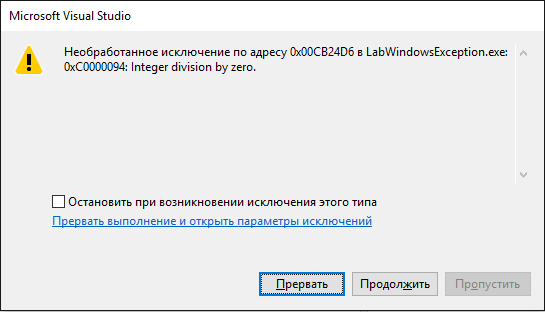 Microsoft Visual Studio
Необработанное исключение по адресу 0x00CB24D6 в LabWindowsException.exe:
0xC0000094: Integer division by zero.
Остановить при возникновении исключения этого типа
Прервать выполнение и открыть параметры исключений
Прервать Продолжить Пропустить